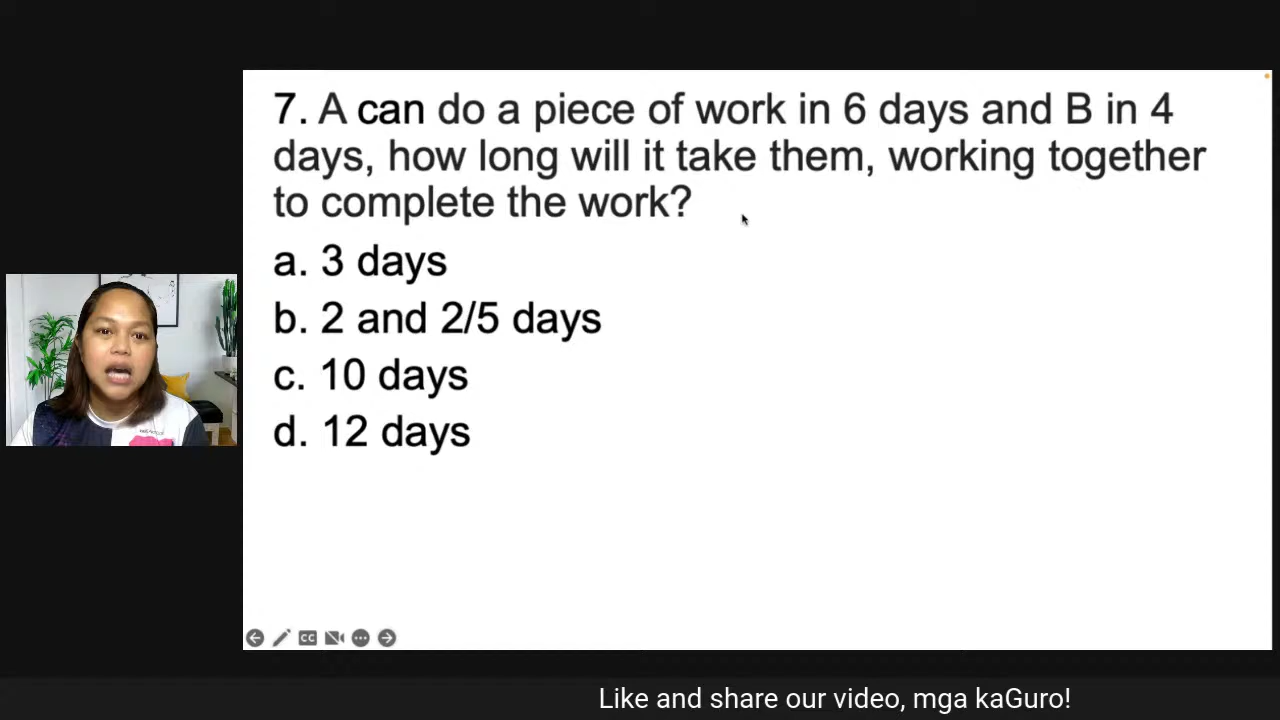 7. A can do a piece of work in 6 days and B in 4
days, how long will it take them, working together
to complete the work?
a. 3 days
b. 2 and 2/5 days
c. 10 days
d. 12 days
CC
Like and share our video, mga kaGuro!